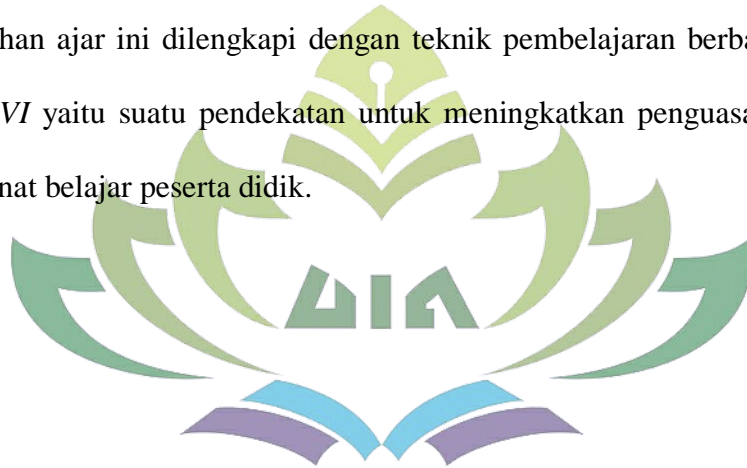 han ajar ini dilengkapi dengan teknik pembelajaran berba
VI yaitu suatu pendekatan untuk meningkatkan penguasa
nat belajar peserta didik.
UIN